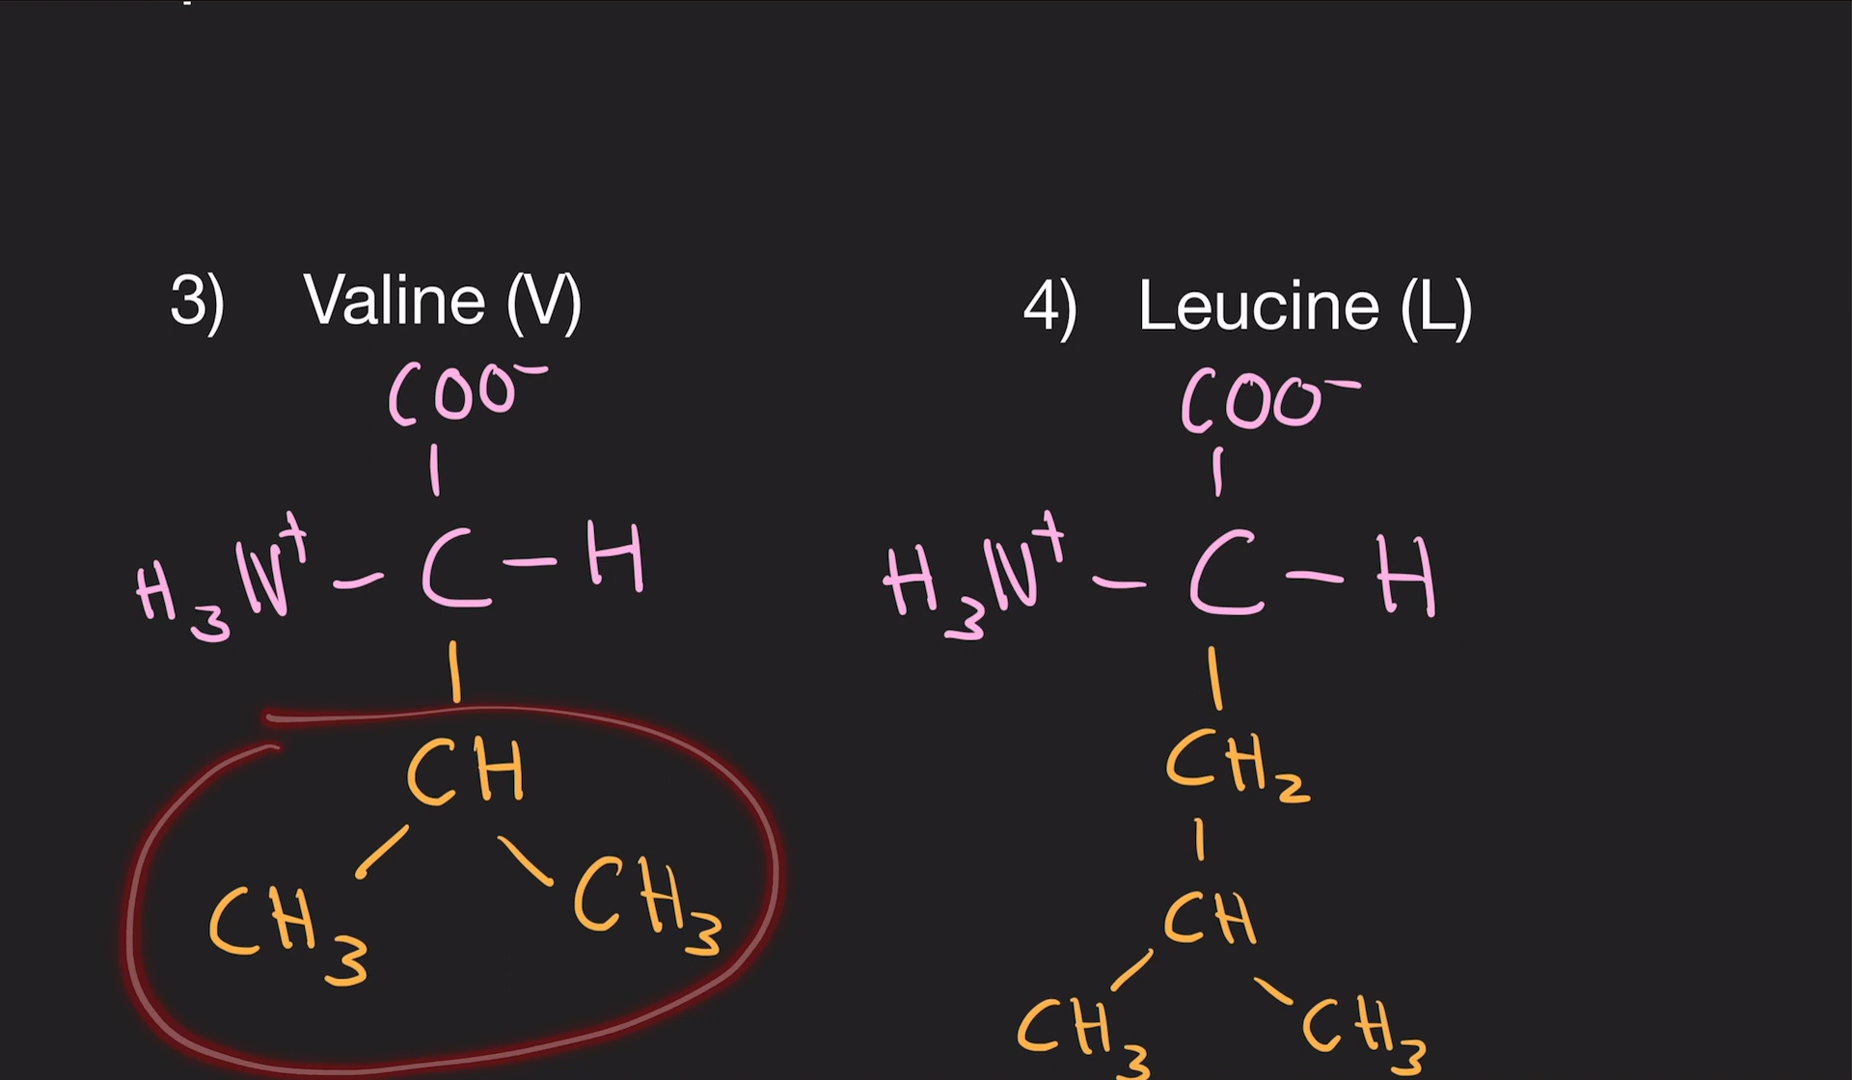 3) Valine (V)
COO⁻
H₃N⁺ – C – H
CH
CH₃ CH₃
4) Leucine (L)
COO⁻
H₃N⁺ – C – H
CH₂
CH
CH₃ CH₃